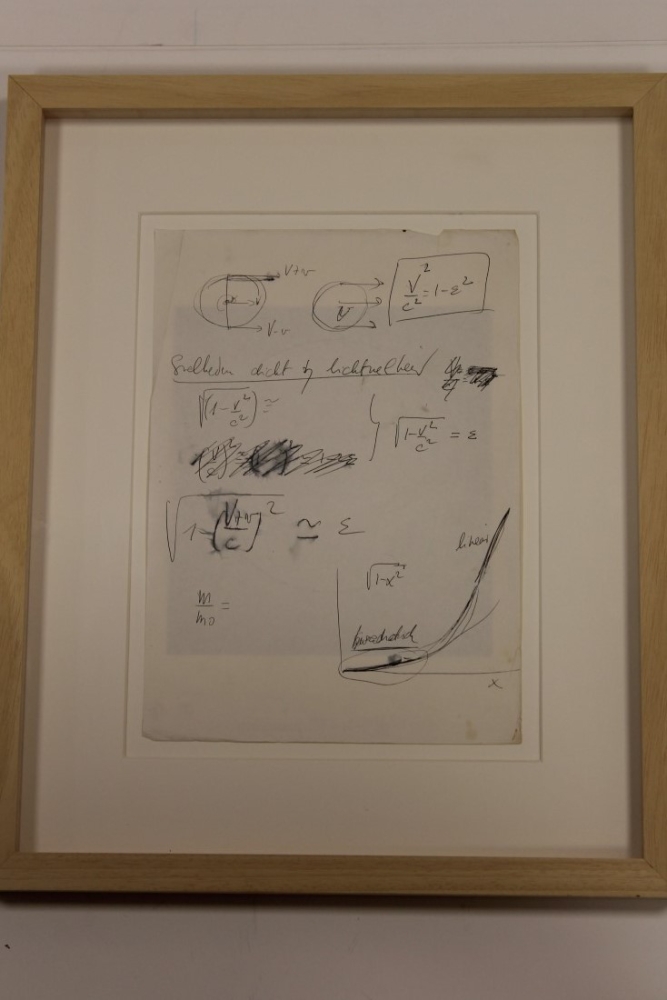 V+v
v
V-v
V
V²/c² = 1-ε²
Snelheden dicht bij lichtsnelheid
√(1-V²/c²) ≃
√(1-V²/c²) = ε
√(1-((V+v)/c)²) ≃ ε
lineair
√(1-x²)
m/m₀ =
kwadratisch
x